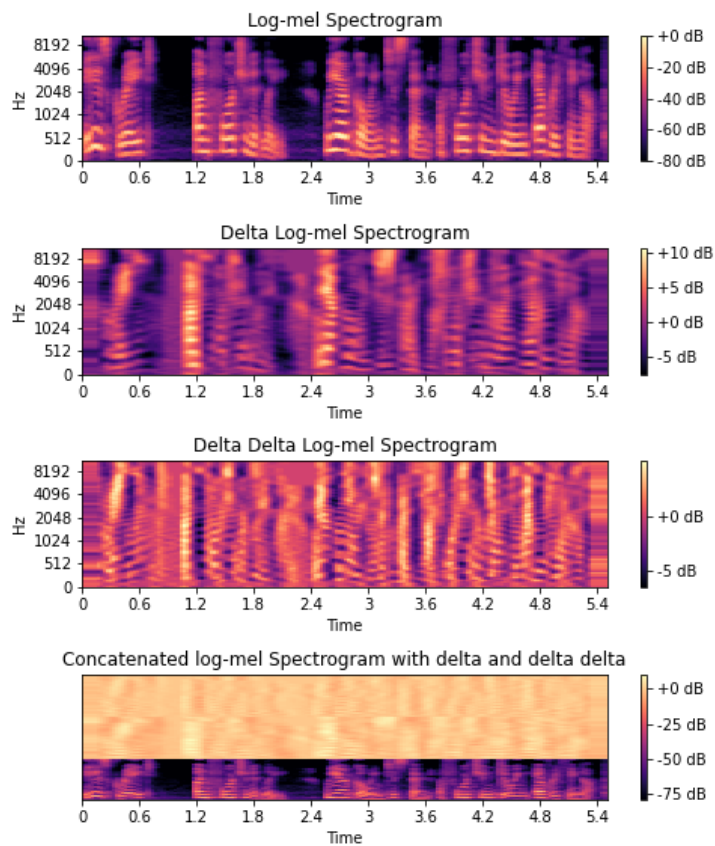 Log-mel Spectrogram
Hz
8192
4096
2048
1024
512
0
0 0.6 1.2 1.8 2.4 3 3.6 4.2 4.8 5.4
Time
+0 dB
-20 dB
-40 dB
-60 dB
-80 dB
Delta Log-mel Spectrogram
Hz
8192
4096
2048
1024
512
0
0 0.6 1.2 1.8 2.4 3 3.6 4.2 4.8 5.4
Time
+10 dB
+5 dB
+0 dB
-5 dB
Delta Delta Log-mel Spectrogram
Hz
8192
4096
2048
1024
512
0
0 0.6 1.2 1.8 2.4 3 3.6 4.2 4.8 5.4
Time
+0 dB
-5 dB
Concatenated log-mel Spectrogram with delta and delta delta
0 0.6 1.2 1.8 2.4 3 3.6 4.2 4.8 5.4
Time
+0 dB
-25 dB
-50 dB
-75 dB